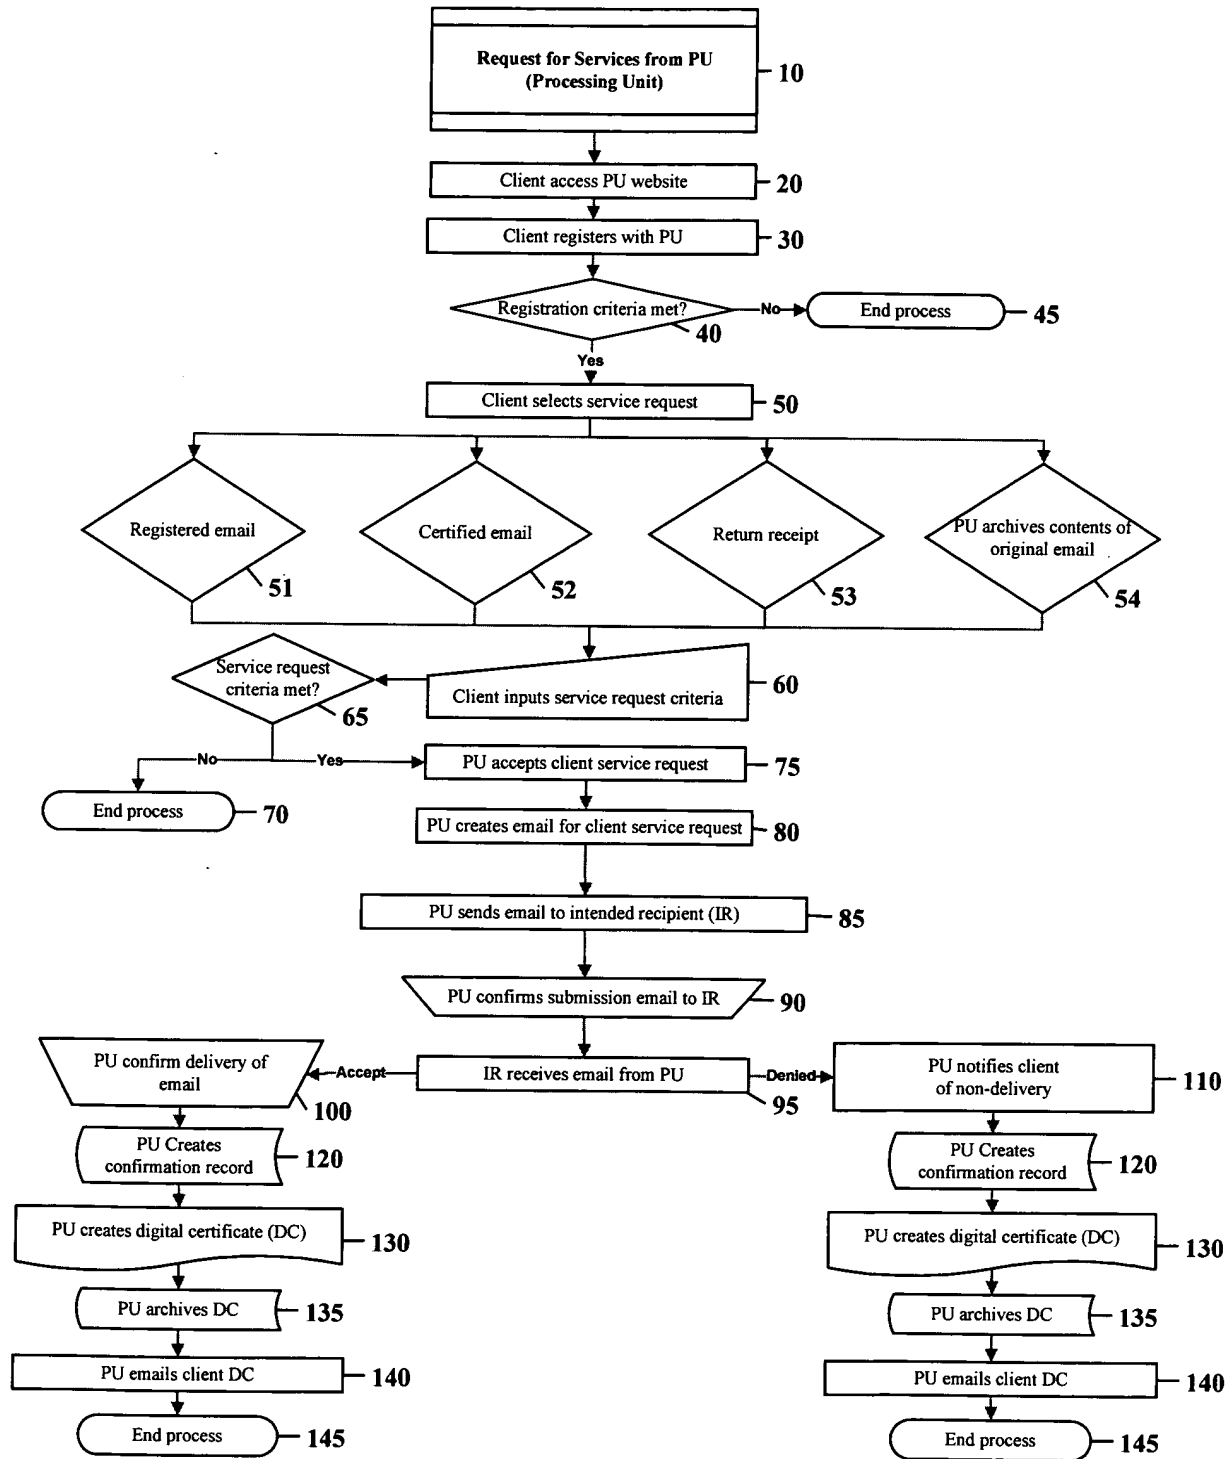 Request for Services from PU
(Processing Unit)
10
Client access PU website
20
Client registers with PU
30
Registration criteria met?
40
No
End process
45
Yes
Client selects service request
50
Registered email
51
Certified email
52
Return receipt
53
PU archives contents of
original email
54
Service request
criteria met?
65
Client inputs service request criteria
60
No
Yes
PU accepts client service request
75
End process
70
PU creates email for client service request
80
PU sends email to intended recipient (IR)
85
PU confirms submission email to IR
90
PU confirm delivery of
email
100
Accept
IR receives email from PU
95
Denied
PU notifies client
of non-delivery
110
PU Creates
confirmation record
120
PU Creates
confirmation record
120
PU creates digital certificate (DC)
130
PU creates digital certificate (DC)
130
PU archives DC
135
PU archives DC
135
PU emails client DC
140
PU emails client DC
140
End process
145
End process
145